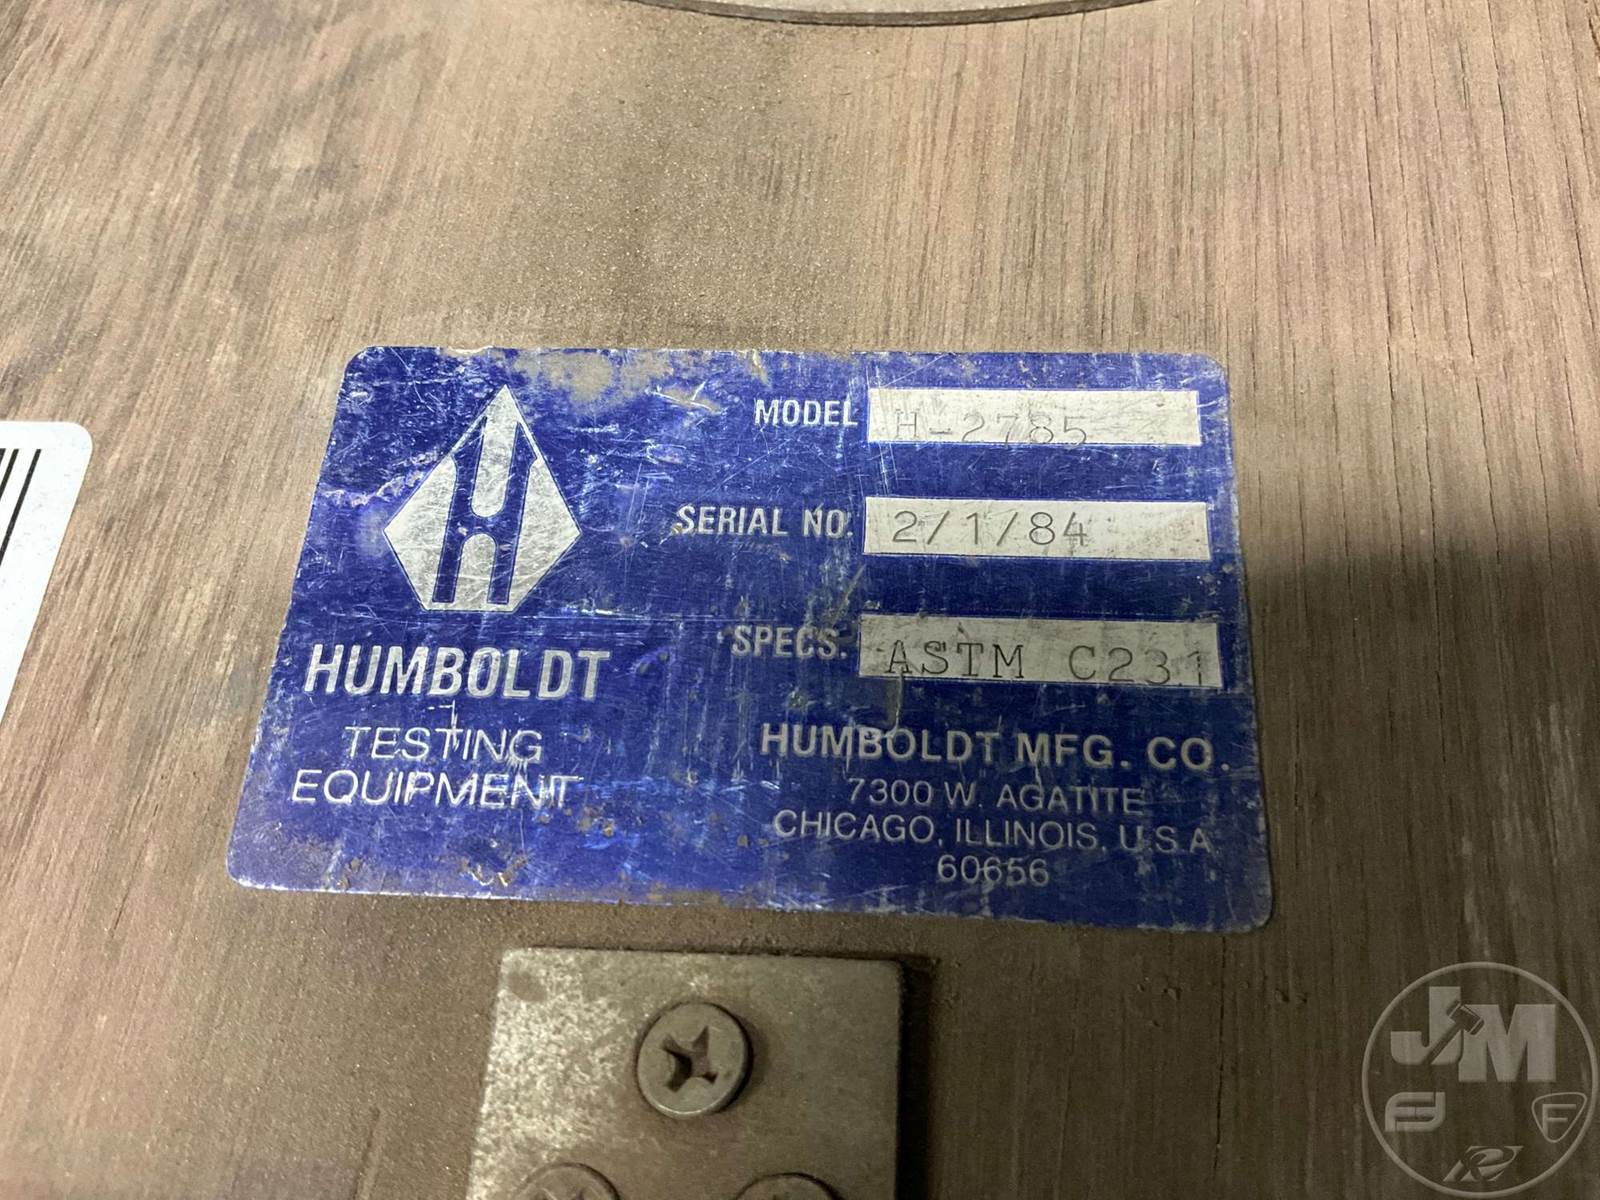 MODEL H-2785
SERIAL NO. 2/1/84
SPECS. ASTM C231
HUMBOLDT
TESTING
EQUIPMENT
HUMBOLDT MFG. CO.
7300 W. AGATITE
CHICAGO, ILLINOIS, U.S.A.
60656
JM